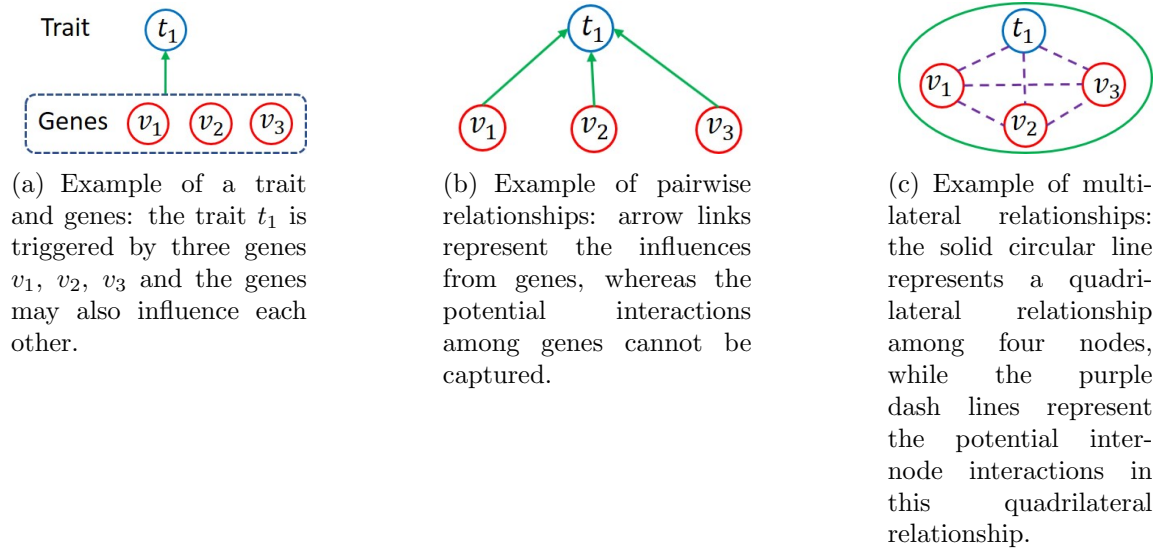 Trait t₁
Genes v₁ v₂ v₃
(a) Example of a trait
and genes: the trait t₁ is
triggered by three genes
v₁, v₂, v₃ and the genes
may also influence each
other.
t₁
v₁ v₂ v₃
(b) Example of pairwise
relationships: arrow links
represent the influences
from genes, whereas the
potential interactions
among genes cannot be
captured.
t₁
v₁ v₃
v₂
(c) Example of multi-
lateral relationships:
the solid circular line
represents a quadri-
lateral relationship
among four nodes,
while the purple
dash lines represent
the potential inter-
node interactions in
this quadrilateral
relationship.